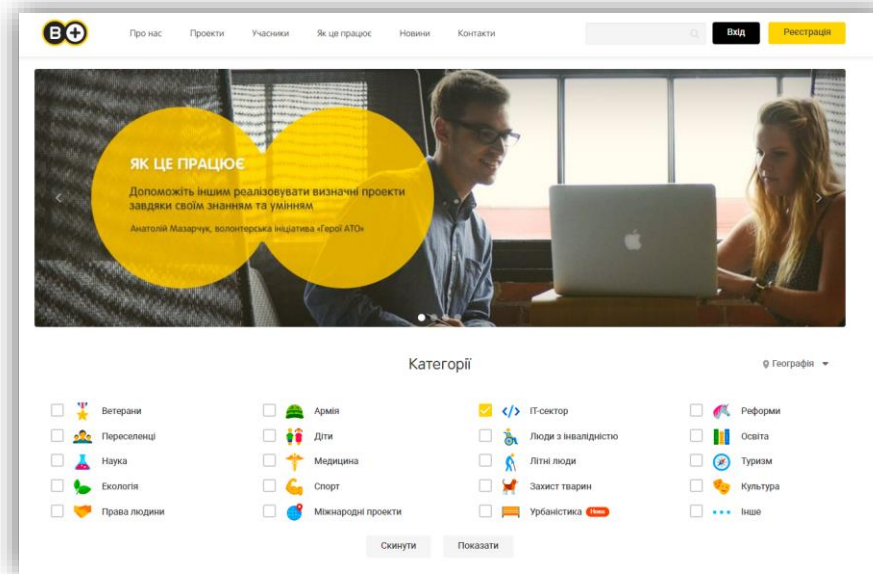 B+
Про нас
Проекти
Учасники
Як це працює
Новини
Контакти
Вхід
Реєстрація
ЯК ЦЕ ПРАЦЮЄ
Допоможіть іншим реалізовувати визначні проекти
завдяки своїм знанням та умінням
Анатолій Мазарчук, волонтерська ініціатива «Герої АТО»
Категорії
Географія
Ветерани
Армія
</> ІТ-сектор
Реформи
Переселенці
Діти
Люди з інвалідністю
Освіта
Наука
Медицина
Літні люди
Туризм
Екологія
Спорт
Захист тварин
Культура
Права людини
Міжнародні проекти
Урбаністика Нова
Інше
Скинути
Показати